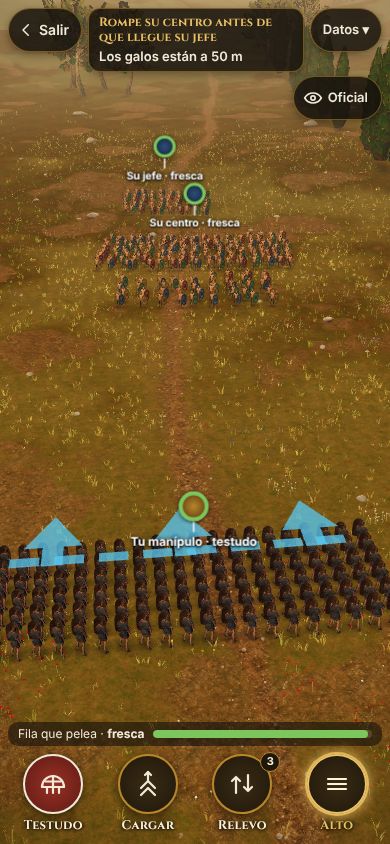 Salir
ROMPE SU CENTRO ANTES DE
QUE LLEGUE SU JEFE
Los galos están a 50 m
Datos ▾
Oficial
Su jefe · fresca
Su centro · fresca
Tu manípulo · testudo
Fila que pelea · fresca
3
TESTUDO
CARGAR
RELEVO
ALTO